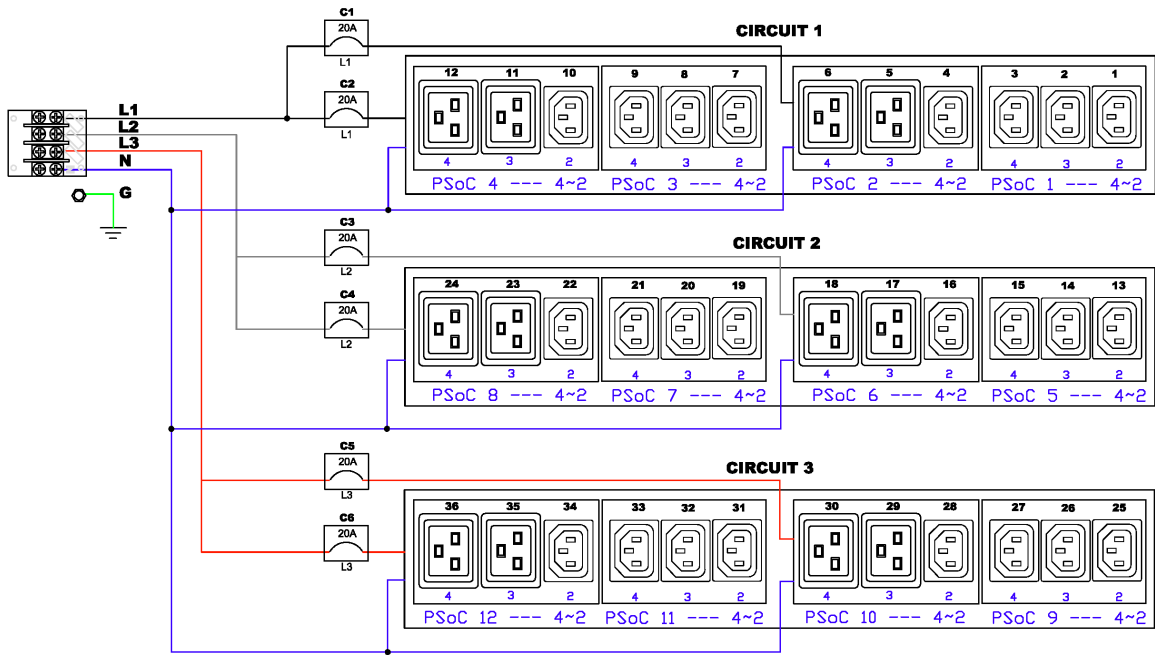 C1
20A
L1
CIRCUIT 1
C2
20A
L1
12 11 10 9 8 7 6 5 4 3 2 1
4 3 2 4 3 2 4 3 2 4 3 2
PSoC 4 --- 4~2 PSoC 3 --- 4~2 PSoC 2 --- 4~2 PSoC 1 --- 4~2
L1
L2
L3
N
G
C3
20A
L2
CIRCUIT 2
C4
20A
L2
24 23 22 21 20 19 18 17 16 15 14 13
4 3 2 4 3 2 4 3 2 4 3 2
PSoC 8 --- 4~2 PSoC 7 --- 4~2 PSoC 6 --- 4~2 PSoC 5 --- 4~2
C5
20A
L3
CIRCUIT 3
C6
20A
L3
36 35 34 33 32 31 30 29 28 27 26 25
4 3 2 4 3 2 4 3 2 4 3 2
PSoC 12 --- 4~2 PSoC 11 --- 4~2 PSoC 10 --- 4~2 PSoC 9 --- 4~2